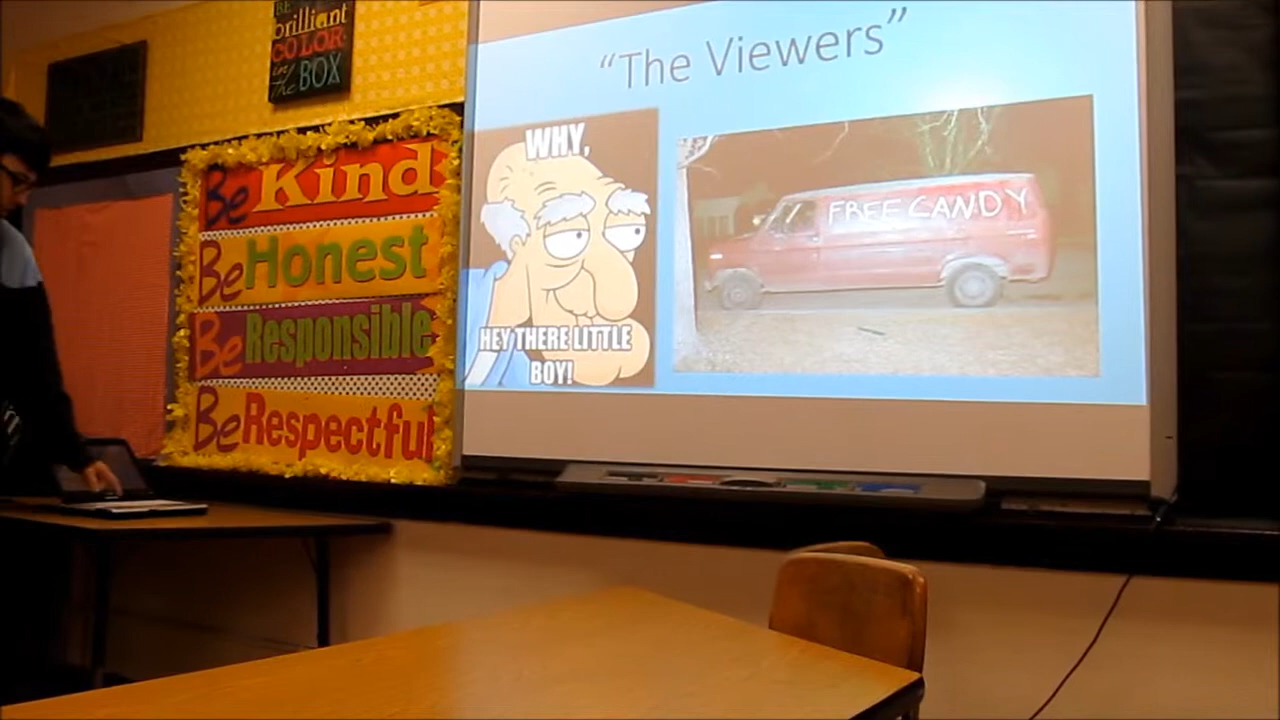 BE
brilliant
COLOR
in the BOX
Be Kind
Be Honest
Be Responsible
Be Respectful
“The Viewers”
WHY,
HEY THERE LITTLE
BOY!
FREE CANDY